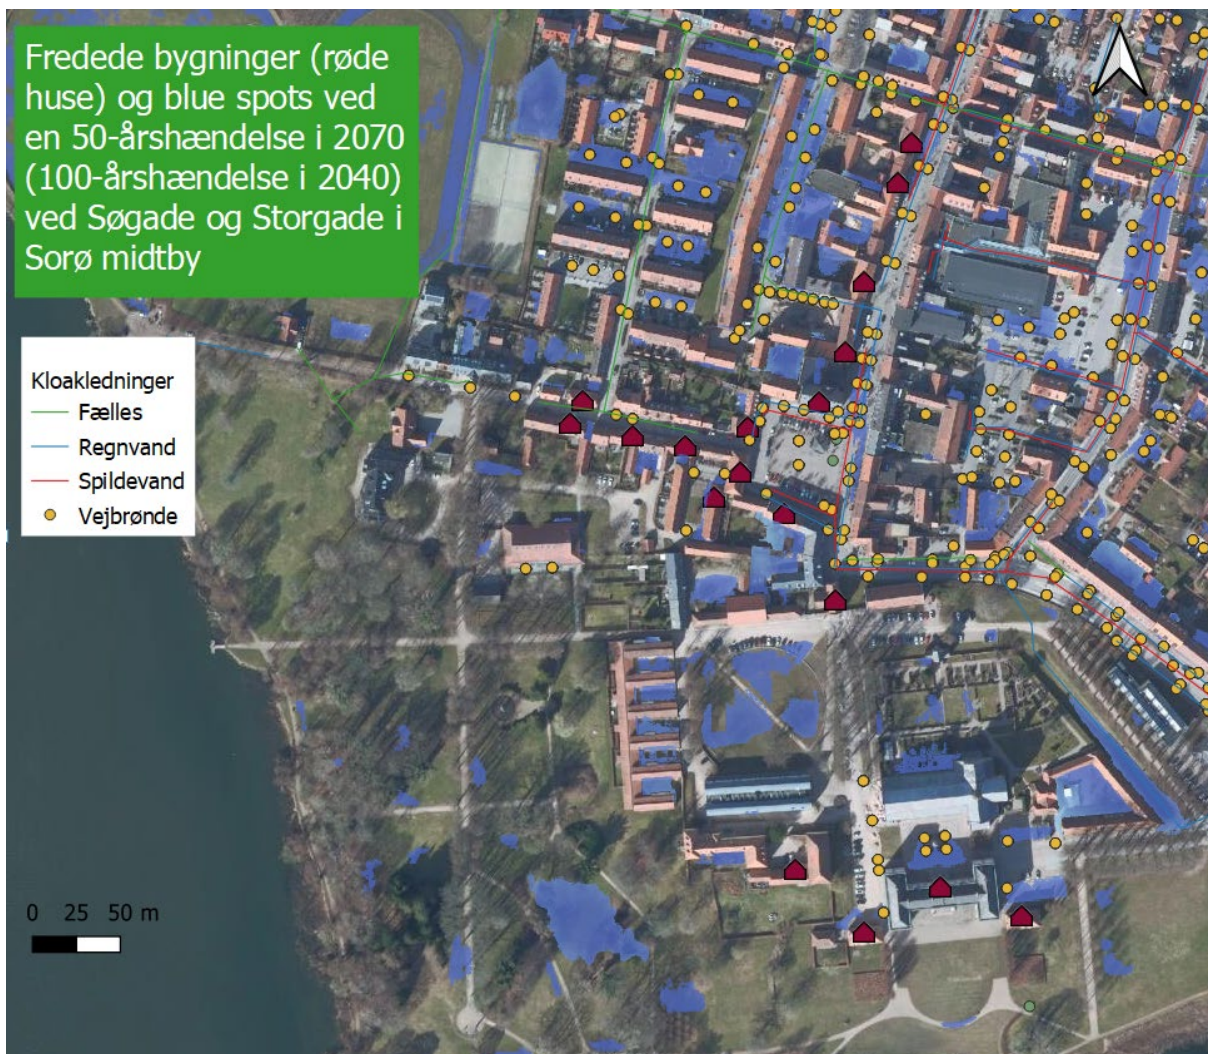 Fredede bygninger (røde
huse) og blue spots ved
en 50-årshændelse i 2070
(100-årshændelse i 2040)
ved Søgade og Storgade i
Sorø midtby
Kloakledninger
Fælles
Regnvand
Spildevand
Vejbrønde
0 25 50 m